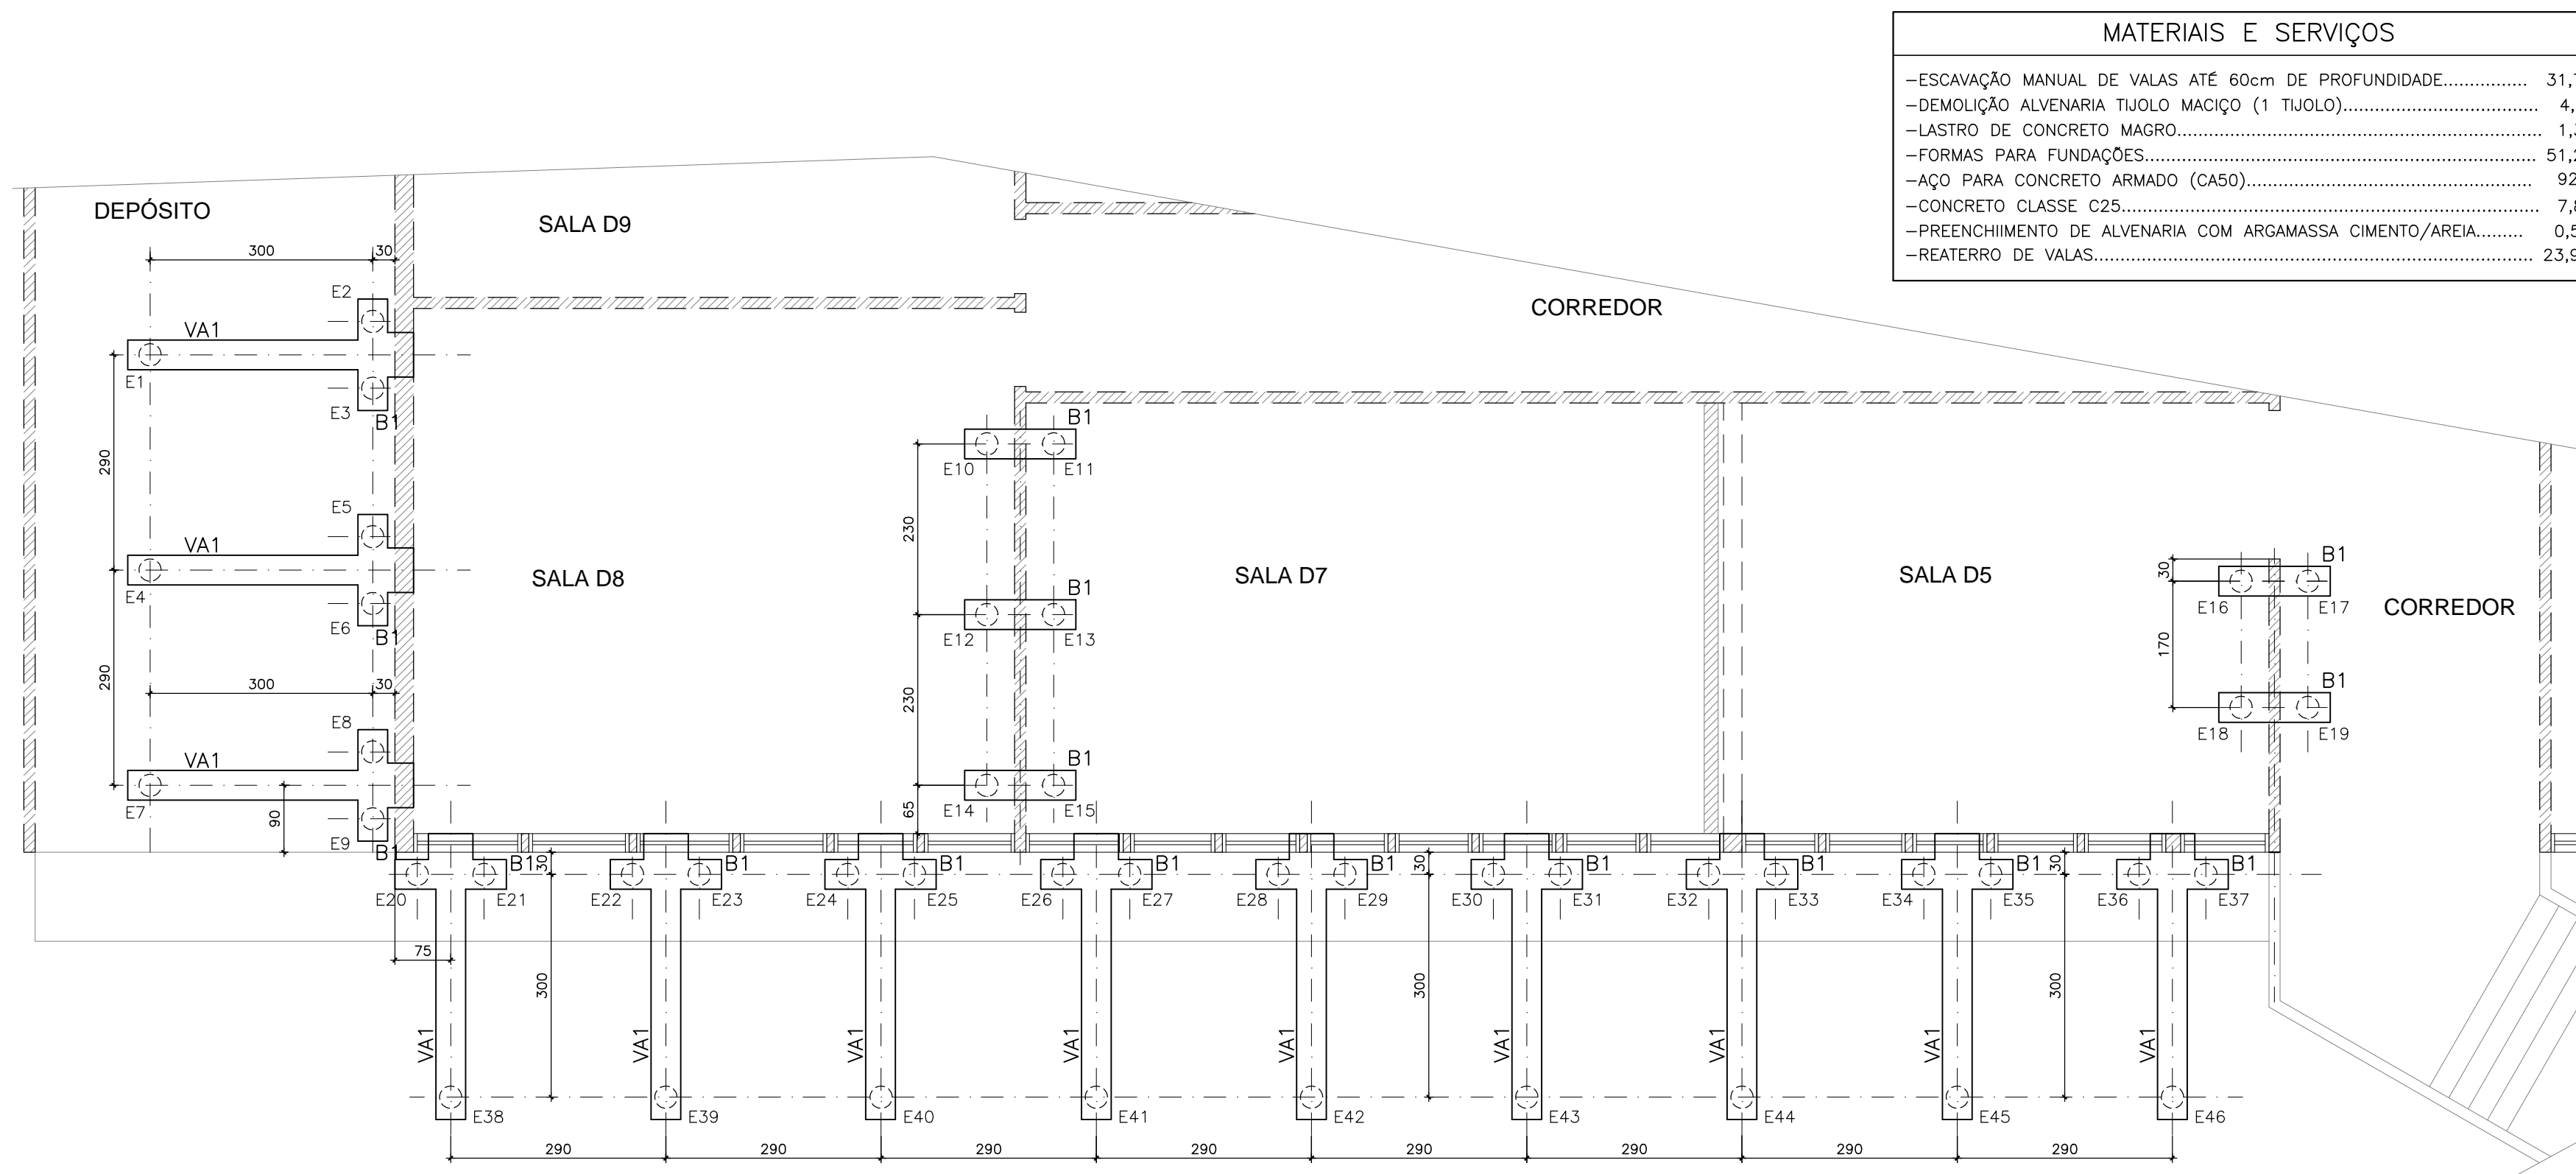 MATERIAIS E SERVIÇOS
-ESCAVAÇÃO MANUAL DE VALAS ATÉ 60cm DE PROFUNDIDADE................ 31,
-DEMOLIÇÃO ALVENARIA TIJOLO MACIÇO (1 TIJOLO)..................................... 4,
-LASTRO DE CONCRETO MAGRO..................................................................... 1,
-FORMAS PARA FUNDAÇÕES.......................................................................... 51,
-AÇO PARA CONCRETO ARMADO (CA50)...................................................... 92
-CONCRETO CLASSE C25............................................................................... 7,
-PREENCHIIMENTO DE ALVENARIA COM ARGAMASSA CIMENTO/AREIA......... 0,5
-REATERRO DE VALAS................................................................................... 23,9
DEPÓSITO
SALA D9
CORREDOR
300
30
E2
VA1
E1
E3
B1
290
E5
VA1
E4
E6
B1
290
300
30
E8
VA1
E7
E9
B1
90
SALA D8
B1
E10
E11
230
B1
E12
E13
230
B1
E14
E15
65
SALA D7
SALA D5
CORREDOR
30
B1
E16
E17
170
B1
E18
E19
B1
30
B1
B1
B1
B1
30
B1
B1
B1
30
B1
E20
E21
E22
E23
E24
E25
E26
E27
E28
E29
E30
E31
E32
E33
E34
E35
E36
E37
75
300
300
300
VA1
VA1
VA1
VA1
VA1
VA1
VA1
VA1
VA1
E38
E39
E40
E41
E42
E43
E44
E45
E46
290
290
290
290
290
290
290
290